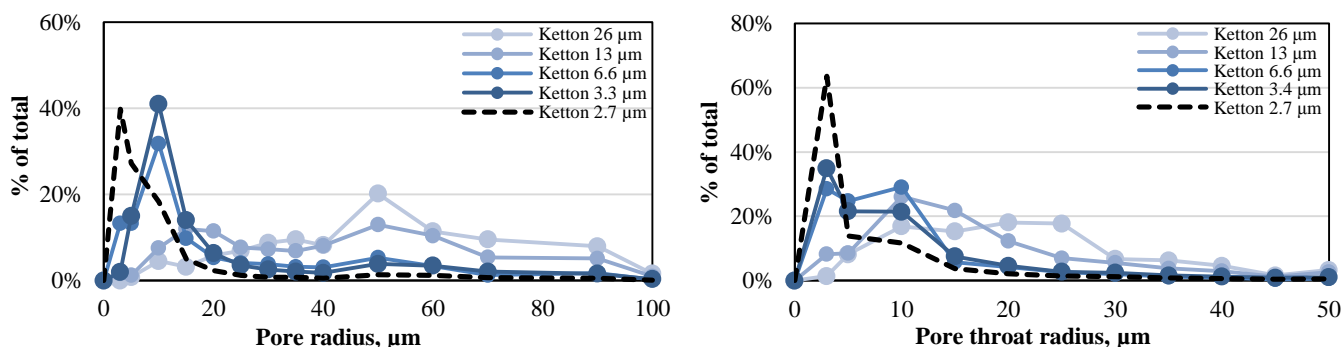 60%
40%
20%
0%
% of total
0
20
40
60
80
100
Pore radius, µm
Ketton 26 µm
Ketton 13 µm
Ketton 6.6 µm
Ketton 3.3 µm
Ketton 2.7 µm
80%
60%
40%
20%
0%
% of total
0
10
20
30
40
50
Pore throat radius, µm
Ketton 26 µm
Ketton 13 µm
Ketton 6.6 µm
Ketton 3.4 µm
Ketton 2.7 µm